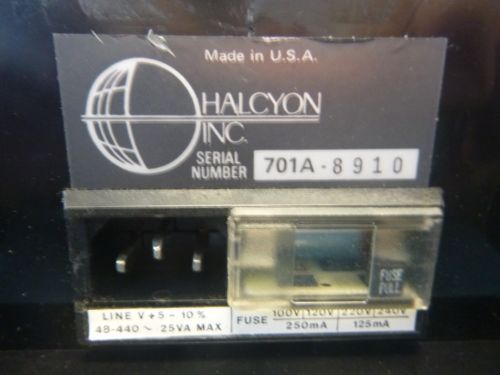 Made in U.S.A.
HALCYON
INC.
SERIAL
NUMBER 701A-8910
FUSE
PULL
LINE V +5 - 10%
48-440 ~ 25VA MAX
FUSE 100V 120V 220V 240V
250mA 125mA